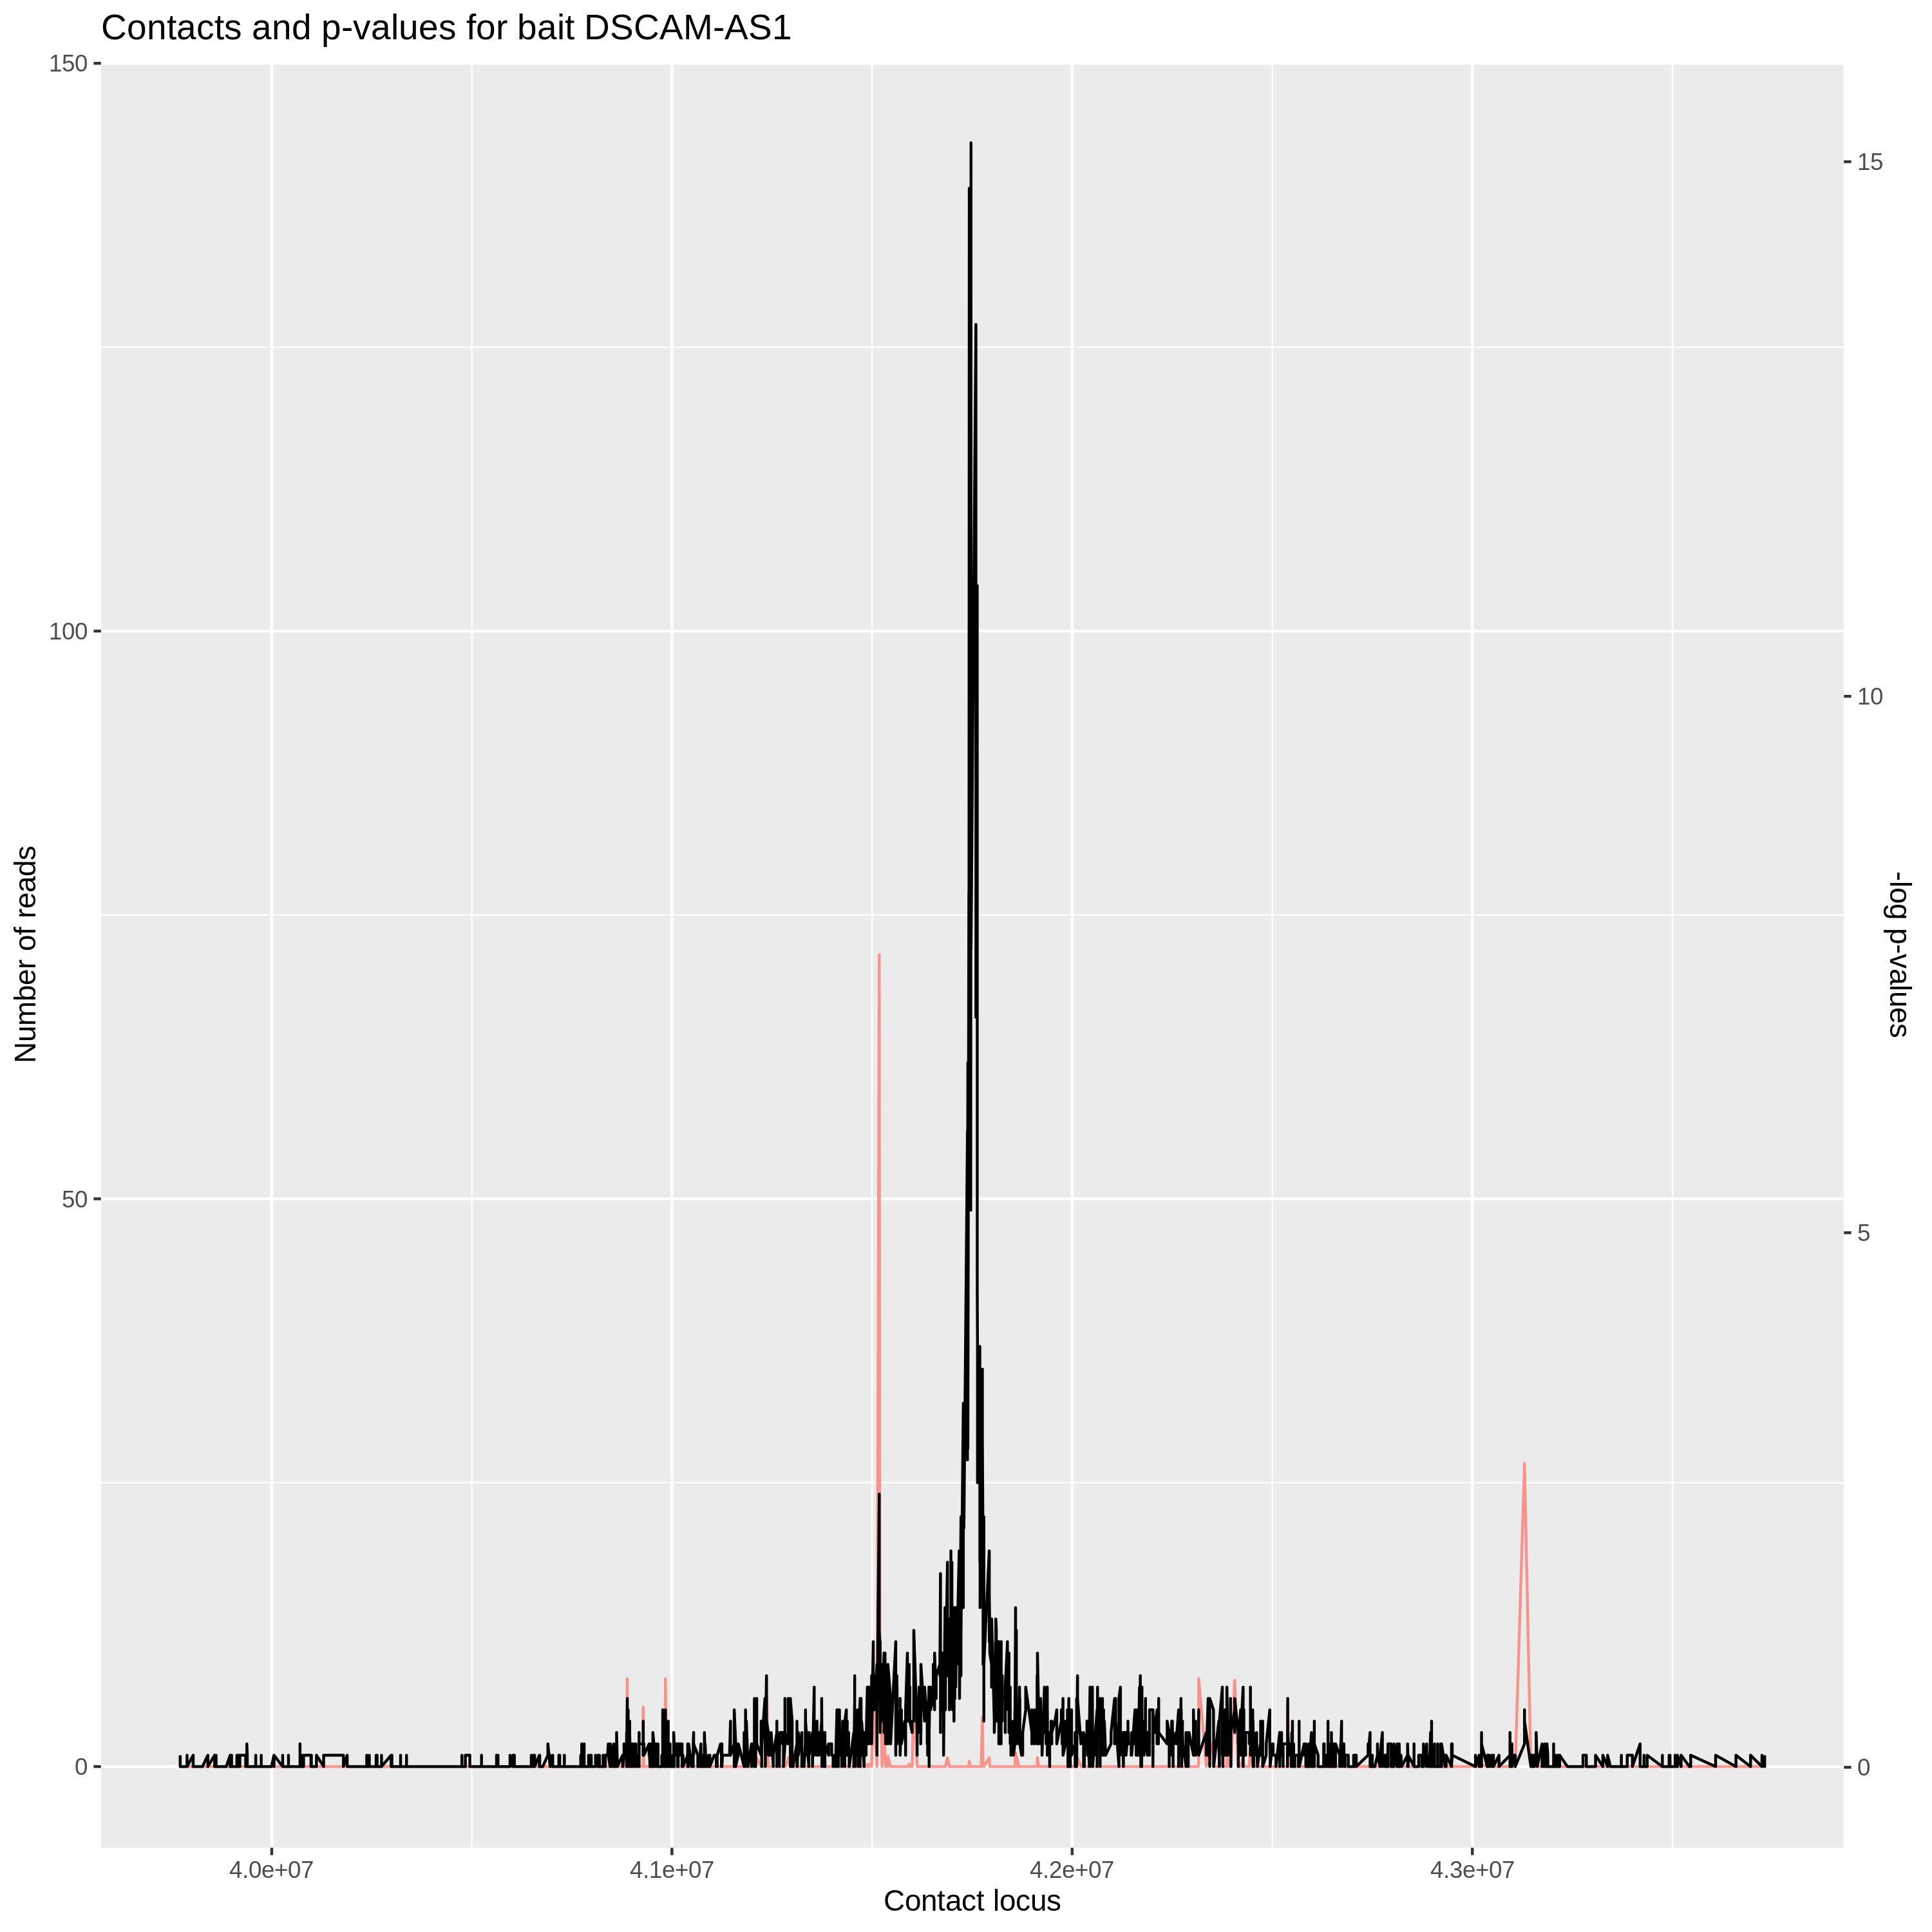 Contacts and p-values for bait DSCAM-AS1
150
100
50
0
15
10
5
0
Number of reads
-log p-values
4.0e+07
4.1e+07
4.2e+07
4.3e+07
Contact locus